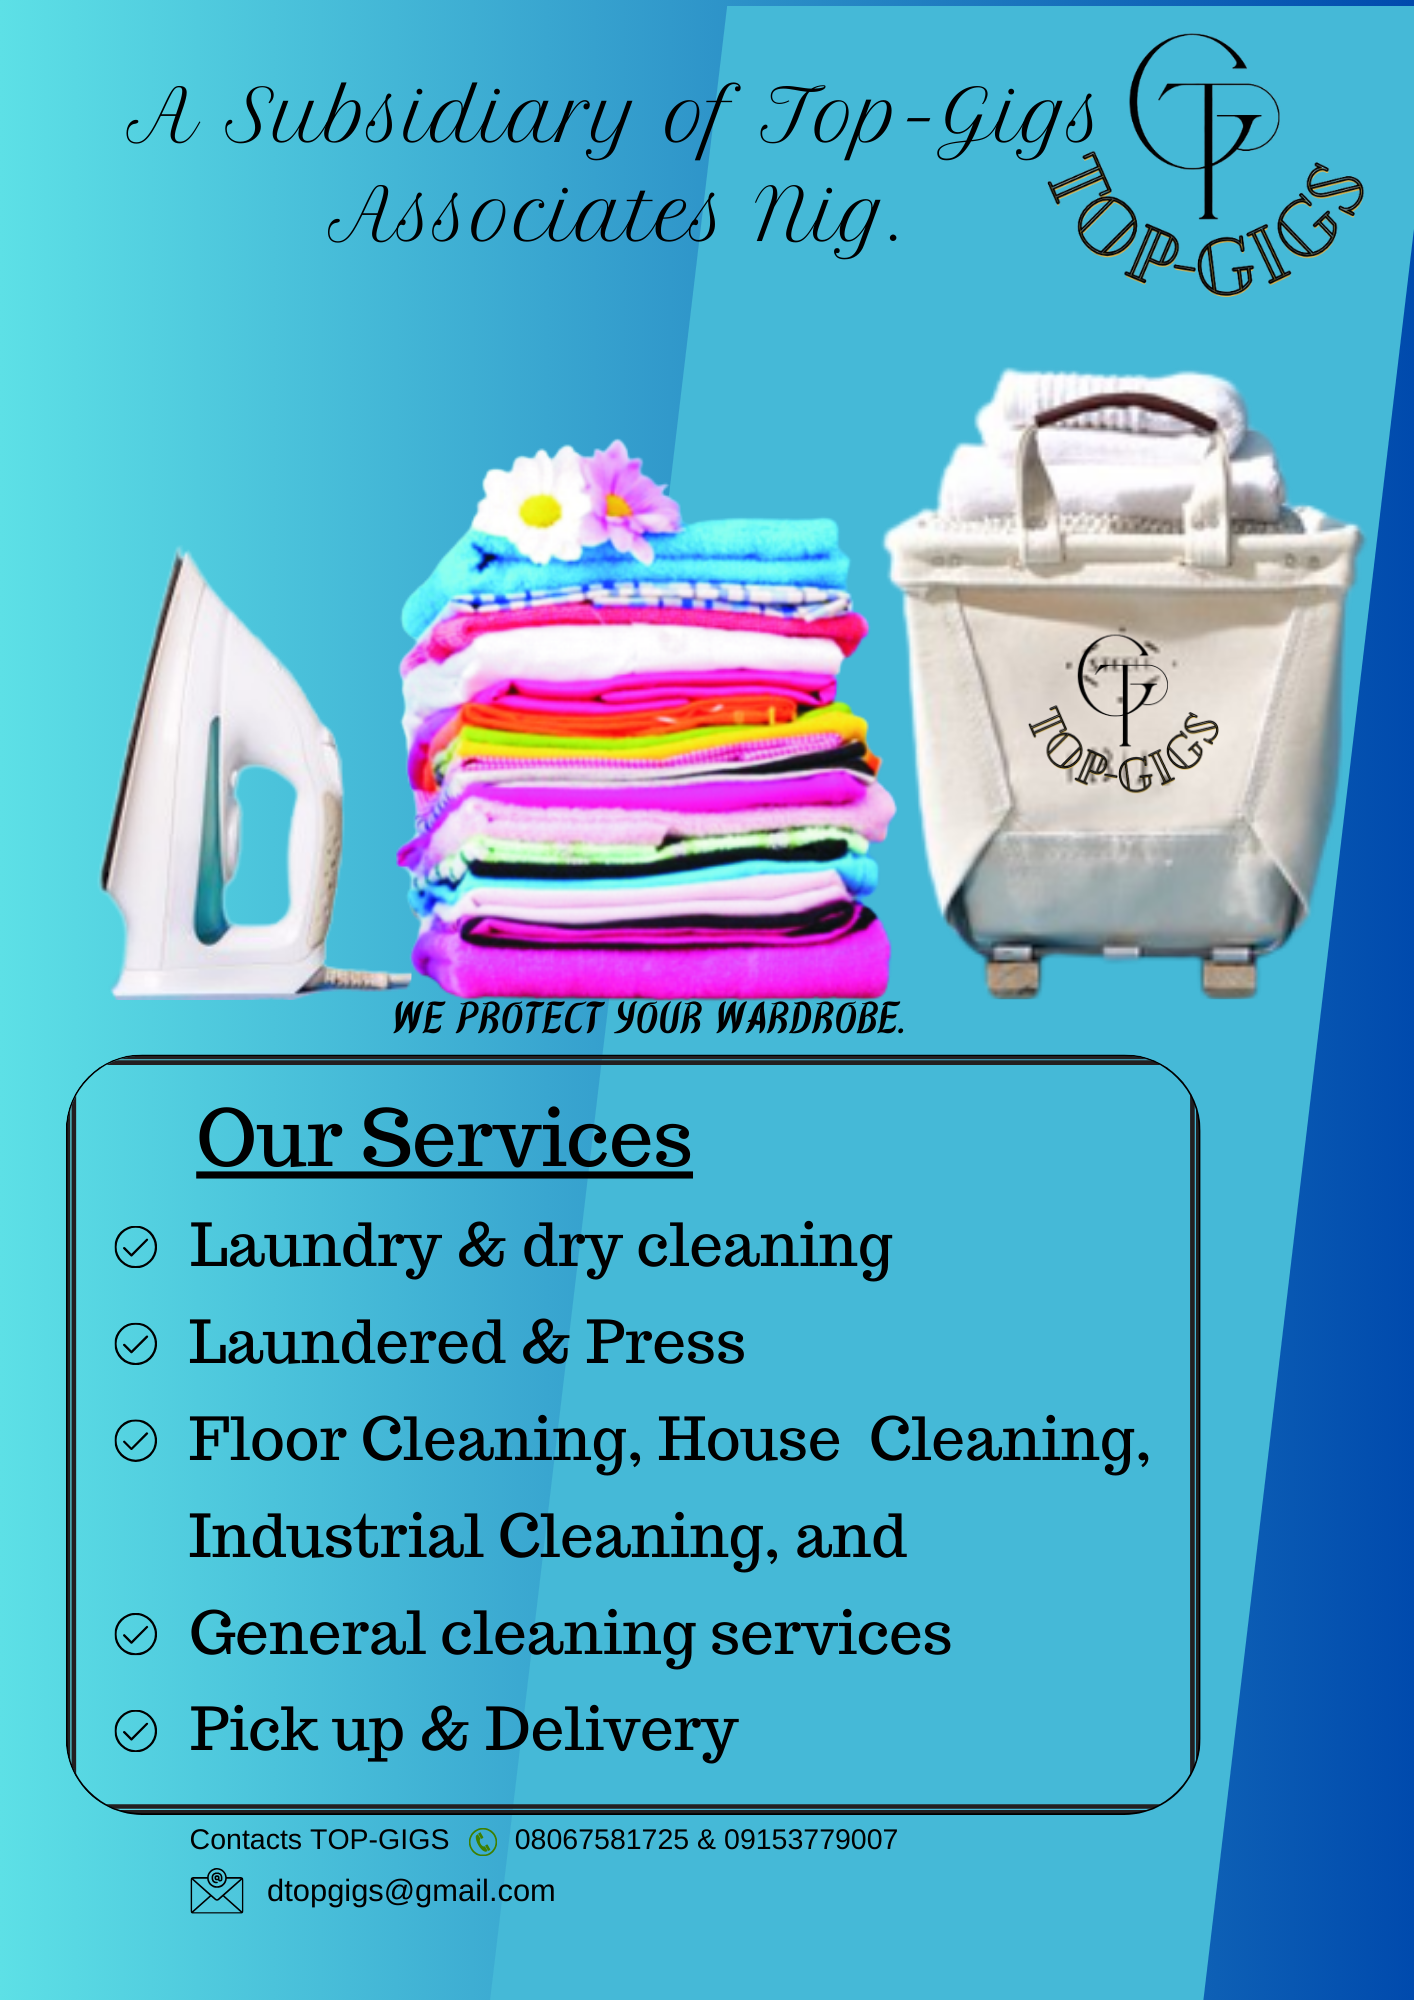 A Subsidiary of Top-Gigs
Associates Nig.
GT
TOP-GIGS
GT
TOP-GIGS
WE PROTECT YOUR WARDROBE.
Our Services
Laundry & dry cleaning
Laundered & Press
Floor Cleaning, House Cleaning,
Industrial Cleaning, and
General cleaning services
Pick up & Delivery
Contacts TOP-GIGS 08067581725 & 09153779007
dtopgigs@gmail.com